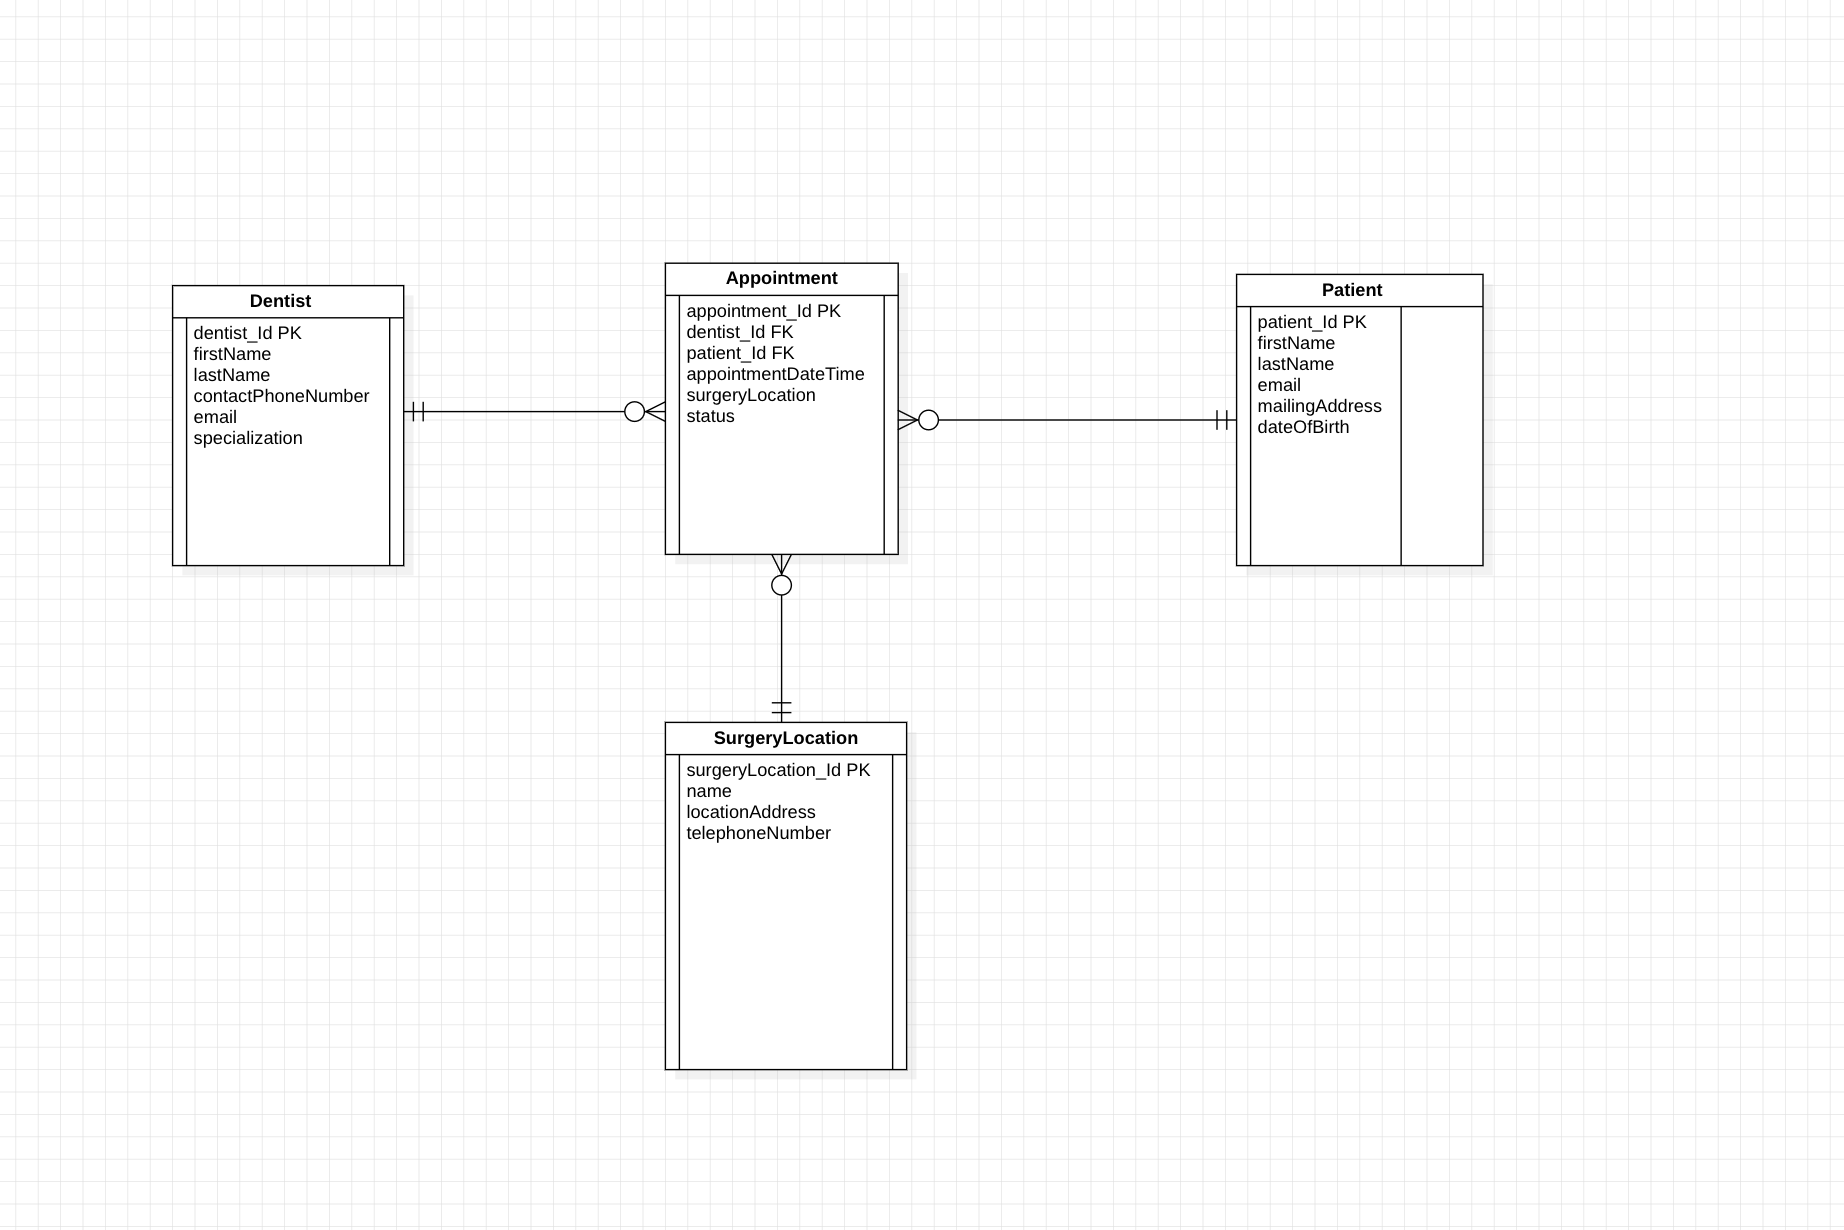 Dentist
dentist_Id PK
firstName
lastName
contactPhoneNumber
email
specialization
Appointment
appointment_Id PK
dentist_Id FK
patient_Id FK
appointmentDateTime
surgeryLocation
status
Patient
patient_Id PK
firstName
lastName
email
mailingAddress
dateOfBirth
SurgeryLocation
surgeryLocation_Id PK
name
locationAddress
telephoneNumber